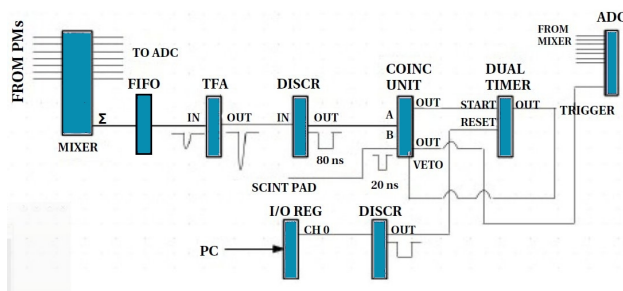 FROM PMs
TO ADC
Σ
MIXER
FIFO
TFA
IN
OUT
DISCR
IN
OUT
80 ns
SCINT PAD
COINC
UNIT
A
B
OUT
OUT
VETO
20 ns
DUAL
TIMER
START
OUT
RESET
FROM
MIXER
ADC
TRIGGER
PC
I/O REG
CH 0
DISCR
OUT